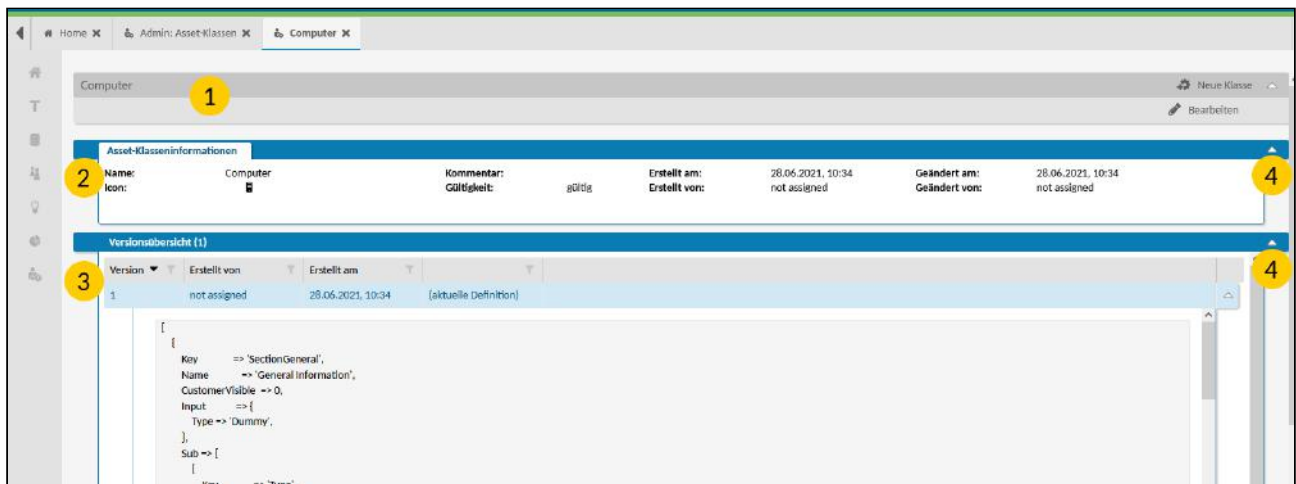 Home Admin: Asset-Klassen Computer
Computer
1
Neue Klasse
Bearbeiten
Asset-Klasseninformationen
2
Name: Computer Kommentar: Erstellt am: 28.06.2021, 10:34 Geändert am: 28.06.2021, 10:34
Icon: Gültigkeit: gültig Erstellt von: not assigned Geändert von: not assigned
4
Versionsübersicht (1)
3
Version Erstellt von Erstellt am
4
1 not assigned 28.06.2021, 10:34 (aktuelle Definition)
[
{
Key => 'SectionGeneral',
Name => 'General Information',
CustomerVisible => 0,
Input => {
Type => 'Dummy',
},
Sub => [
{
Key => 'Type'